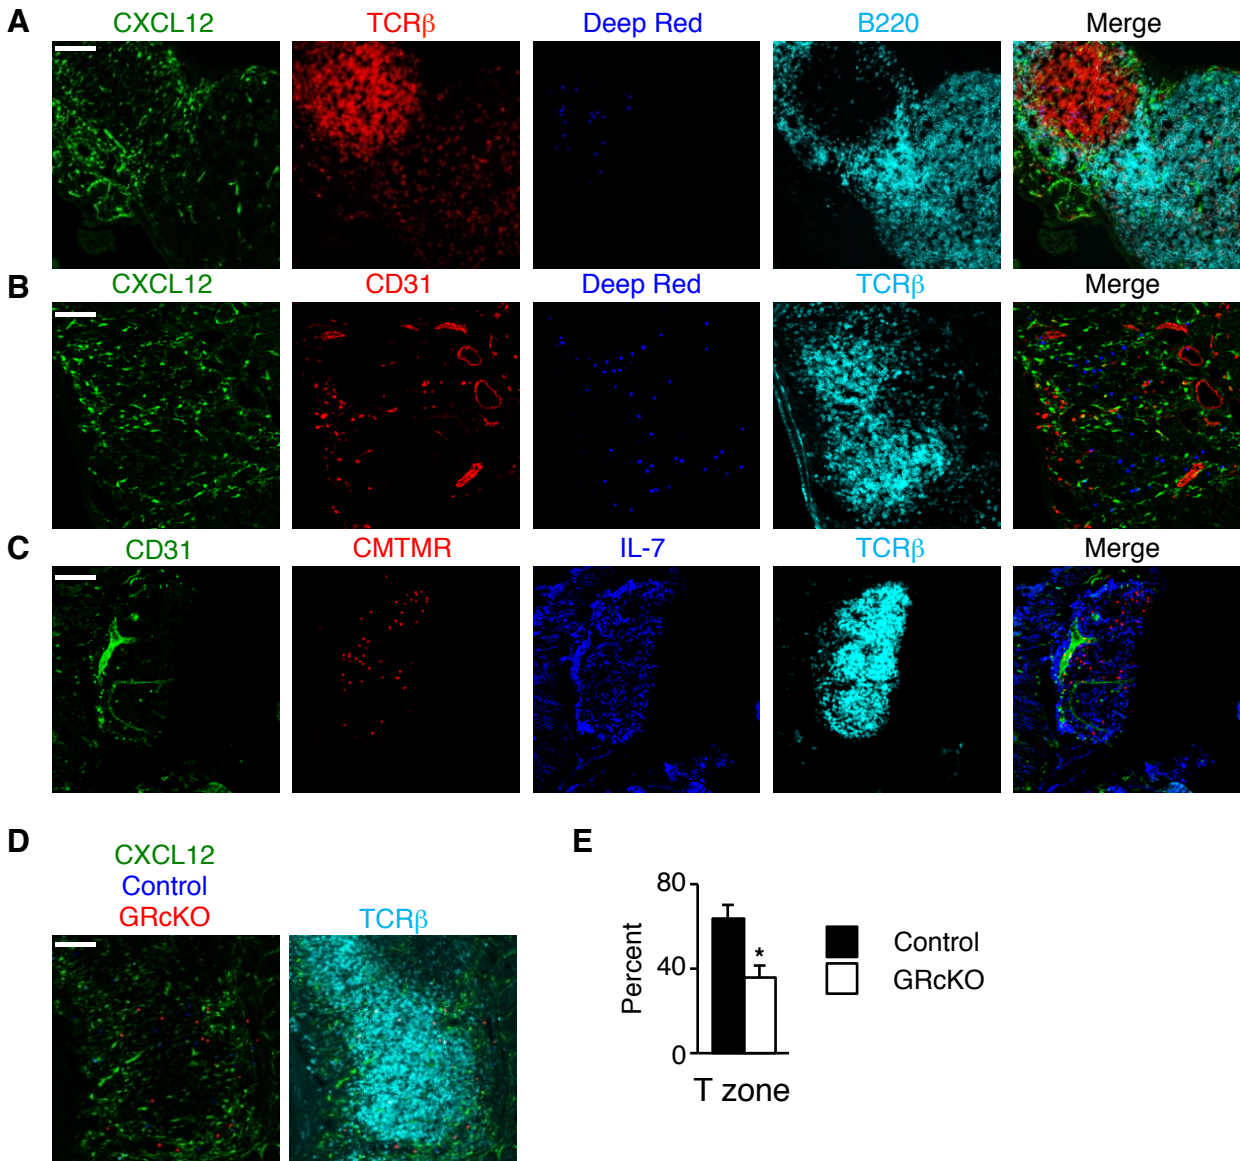 A
CXCL12 TCRβ Deep Red B220 Merge
B
CXCL12 CD31 Deep Red TCRβ Merge
C
CD31 CMTMR IL-7 TCRβ Merge
D
CXCL12
Control
GRcKO TCRβ
E
80
40
0
Percent
*
T zone
Control
GRcKO